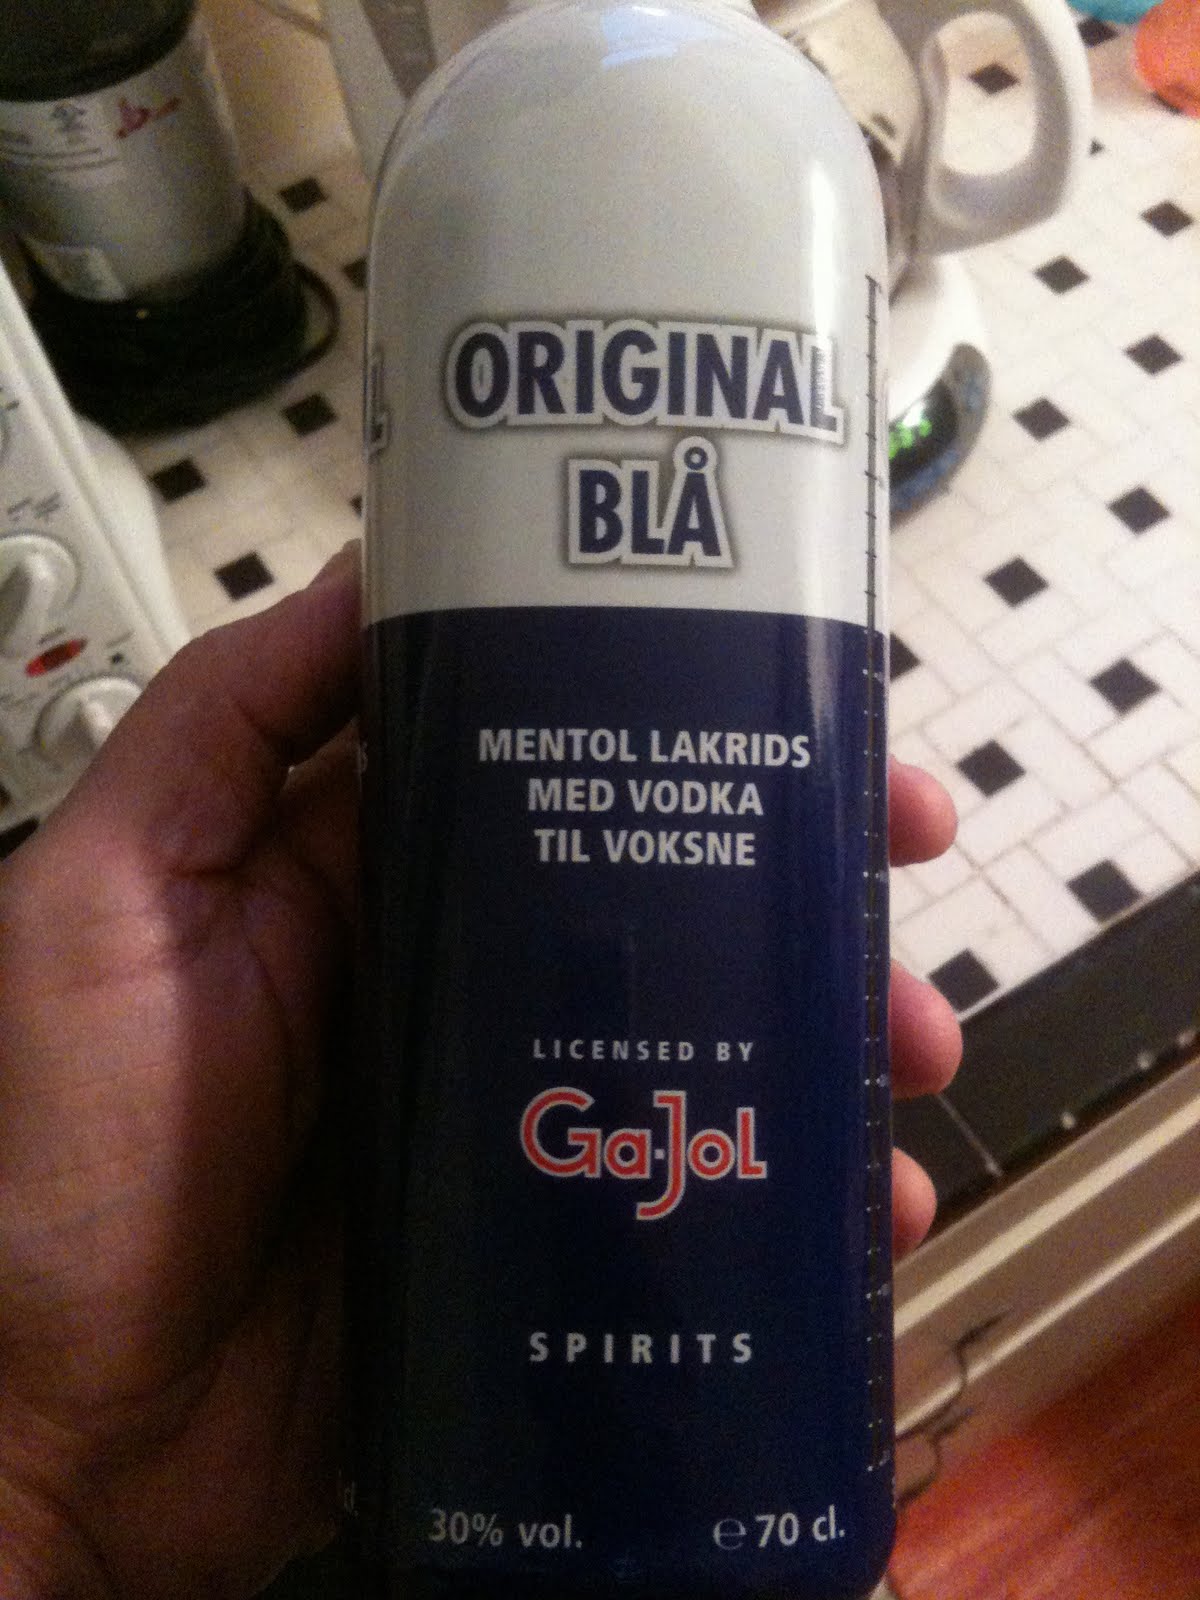 ORIGINAL
BLÅ
MENTOL LAKRIDS
MED VODKA
TIL VOKSNE
LICENSED BY
Ga-Jol
SPIRITS
30% vol.
e 70 cl.